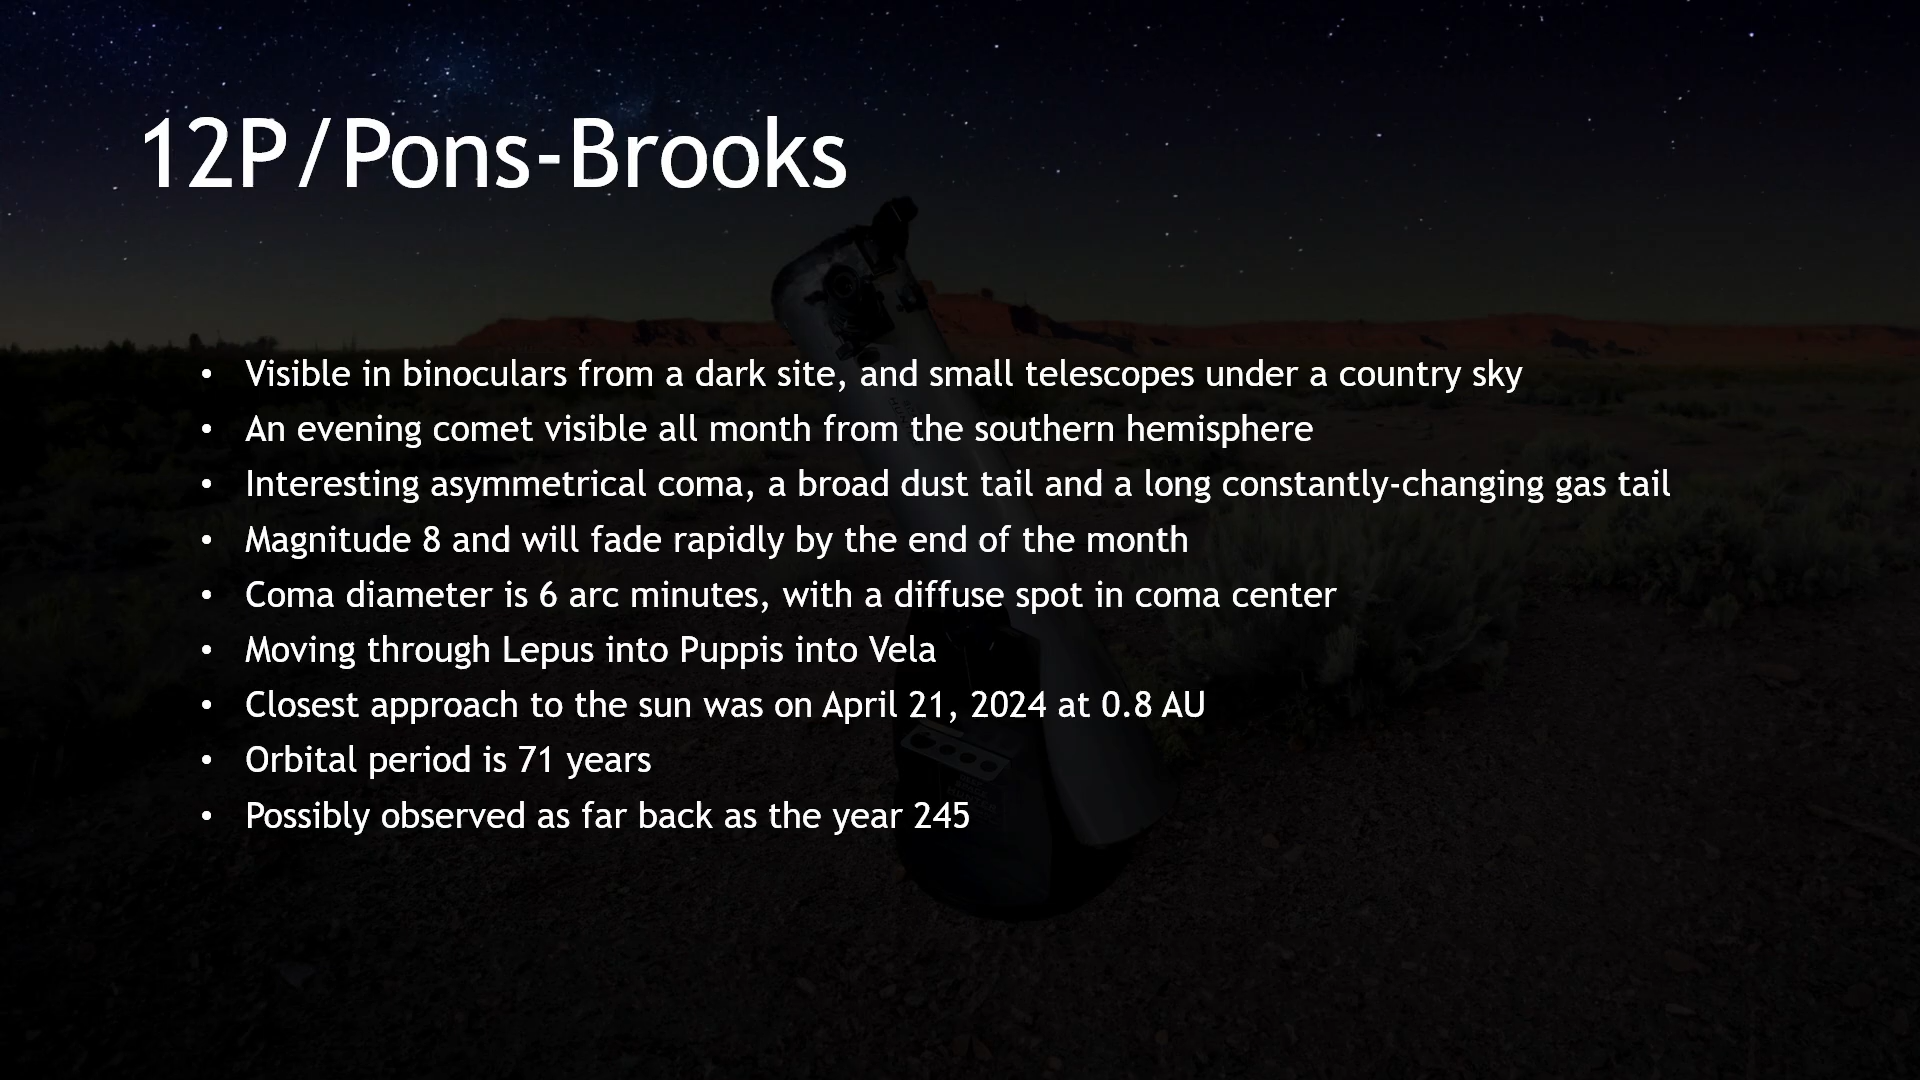 12P/Pons-Brooks
• Visible in binoculars from a dark site, and small telescopes under a country sky
• An evening comet visible all month from the southern hemisphere
• Interesting asymmetrical coma, a broad dust tail and a long constantly-changing gas tail
• Magnitude 8 and will fade rapidly by the end of the month
• Coma diameter is 6 arc minutes, with a diffuse spot in coma center
• Moving through Lepus into Puppis into Vela
• Closest approach to the sun was on April 21, 2024 at 0.8 AU
• Orbital period is 71 years
• Possibly observed as far back as the year 245